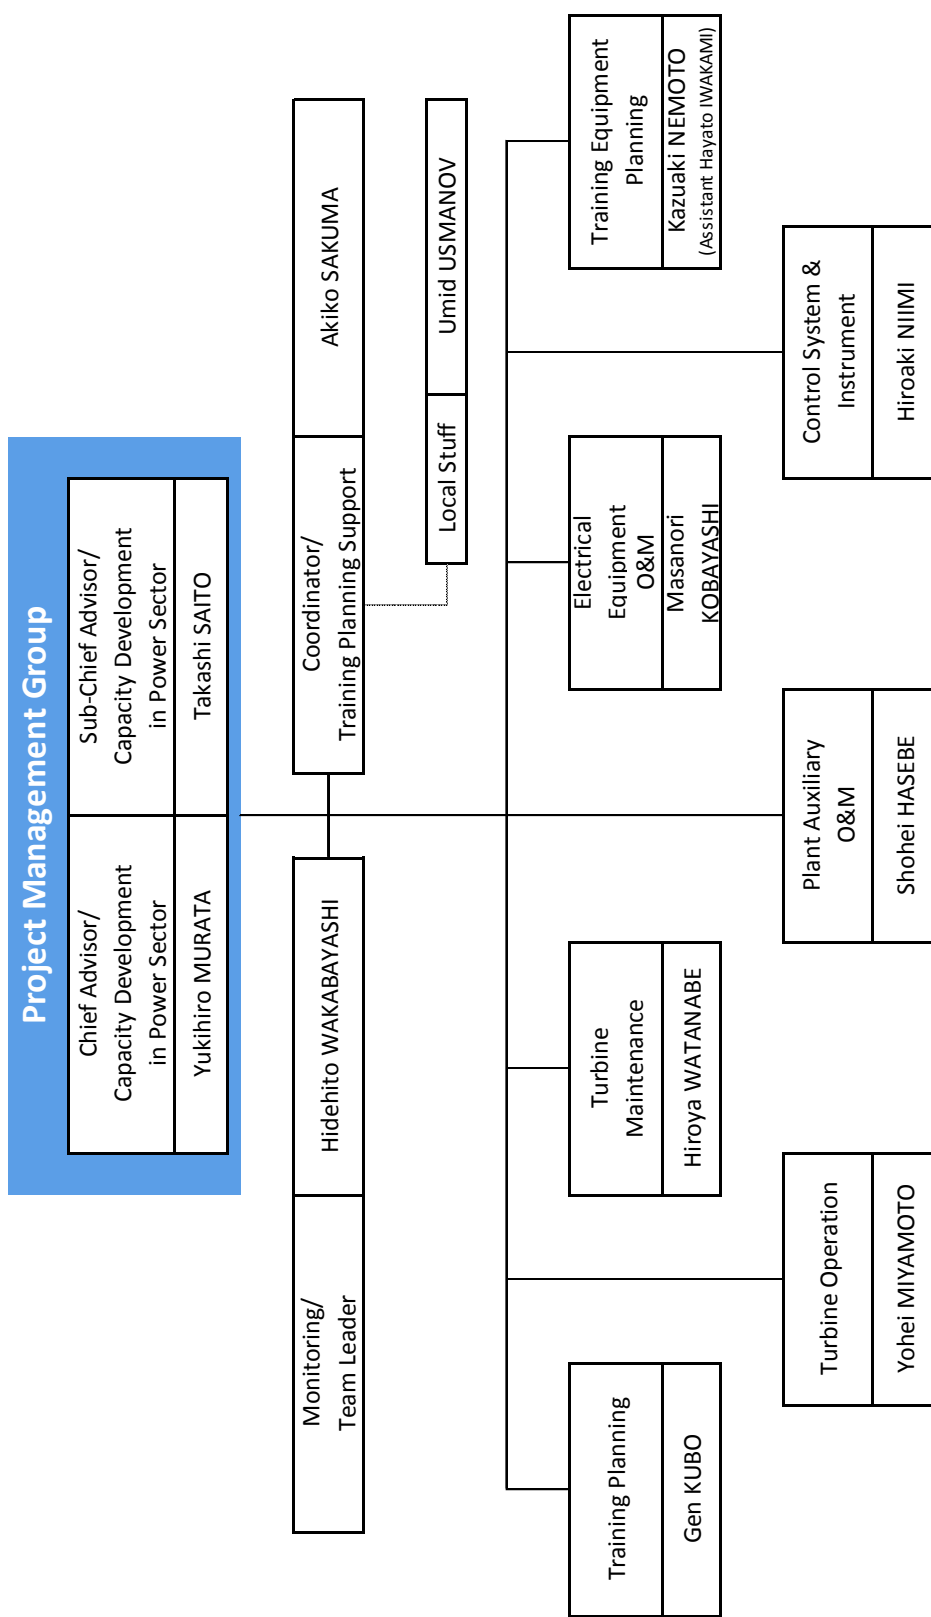 Project Management Group
Chief Advisor/
Capacity Development
in Power Sector
Yukihiro MURATA
Sub-Chief Advisor/
Capacity Development
in Power Sector
Takashi SAITO
Monitoring/
Team Leader
Hidehito WAKABAYASHI
Coordinator/
Training Planning Support
Akiko SAKUMA
Local Stuff
Umid USMANOV
Training Planning
Gen KUBO
Turbine
Maintenance
Hiroya WATANABE
Electrical
Equipment
O&M
Masanori
KOBAYASHI
Training Equipment
Planning
Kazuaki NEMOTO
(Assistant Hayato IWAKAMI)
Turbine Operation
Yohei MIYAMOTO
Plant Auxiliary
O&M
Shohei HASEBE
Control System &
Instrument
Hiroaki NIIMI